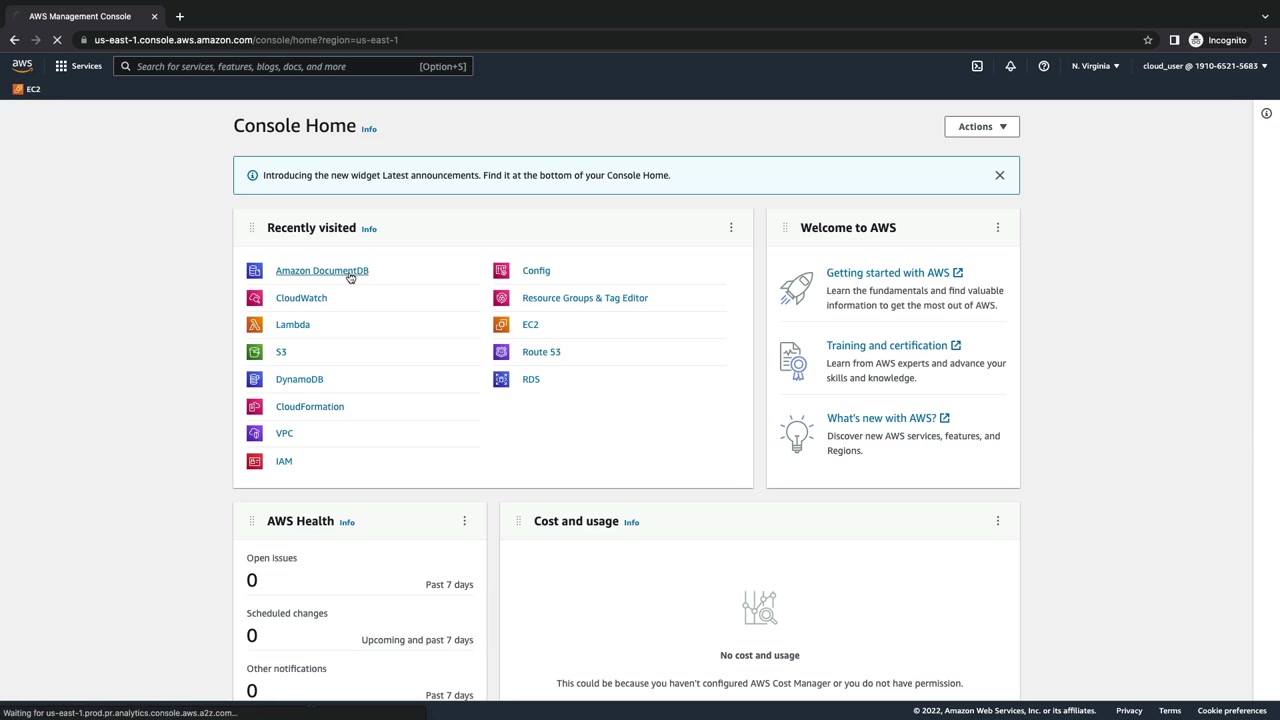 AWS Management Console
us-east-1.console.aws.amazon.com/console/home?region=us-east-1
Incognito
aws
Services
Search for services, features, blogs, docs, and more
[Option+S]
N. Virginia
cloud_user @ 1910-6521-5683
EC2
Console Home Info
Actions
Introducing the new widget Latest announcements. Find it at the bottom of your Console Home.
Recently visited Info
Amazon DocumentDB
CloudWatch
Lambda
S3
DynamoDB
CloudFormation
VPC
IAM
Config
Resource Groups & Tag Editor
EC2
Route 53
RDS
Welcome to AWS
Getting started with AWS
Learn the fundamentals and find valuable
information to get the most out of AWS.
Training and certification
Learn from AWS experts and advance your
skills and knowledge.
What's new with AWS?
Discover new AWS services, features, and
Regions.
AWS Health Info
Open issues
0
Past 7 days
Scheduled changes
0
Upcoming and past 7 days
Other notifications
0
Past 7 days
Cost and usage Info
No cost and usage
This could be because you haven't configured AWS Cost Manager or you do not have permission.
Waiting for us-east-1.prod.pr.analytics.console.aws.a2z.com...
© 2022, Amazon Web Services, Inc. or its affiliates.
Privacy
Terms
Cookie preferences